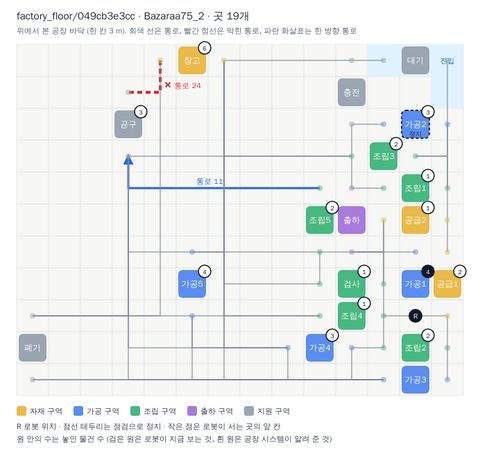 factory_floor/049cb3e3cc · Bazaraa75_2 · 곳 19개
위에서 본 공장 바닥 (한 칸 3 m). 회색 선은 통로, 빨간 점선은 막힌 통로, 파란 화살표는 한 방향 통로
6
창고
대기
전립
✕ 통로 24
충전
3
공구
3
가공2
정지
2
조립3
통로 11
1
조립1
2
조립5
출하
1
공급2
4
가공5
1
검사
4
가공1
2
공급1
1
조립4
R
폐기
3
가공4
2
조립2
가공3
자재 구역
가공 구역
조립 구역
출하 구역
지원 구역
R 로봇 위치 · 점선 테두리는 점검으로 정지 · 작은 점은 로봇이 서는 곳의 앞 칸
원 안의 수는 놓인 물건 수 (검은 원은 로봇이 지금 보는 것, 흰 원은 공장 시스템이 알려 준 것)